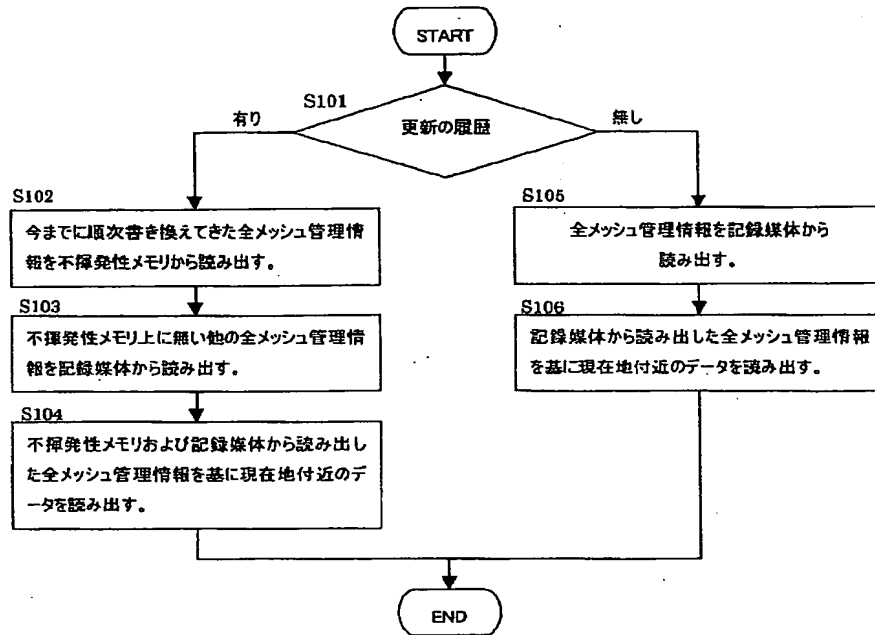 START
S101
更新の履歴
有り
無し
S102
今までに順次書き換えてきた全メッシュ管理情
報を不揮発性メモリから読み出す。
S103
不揮発性メモリ上に無い他の全メッシュ管理情
報を記録媒体から読み出す。
S104
不揮発性メモリおよび記録媒体から読み出し
た全メッシュ管理情報を基に現在地付近のデ
ータを読み出す。
S105
全メッシュ管理情報を記録媒体から
読み出す。
S106
記録媒体から読み出した全メッシュ管理情報
を基に現在地付近のデータを読み出す。
END